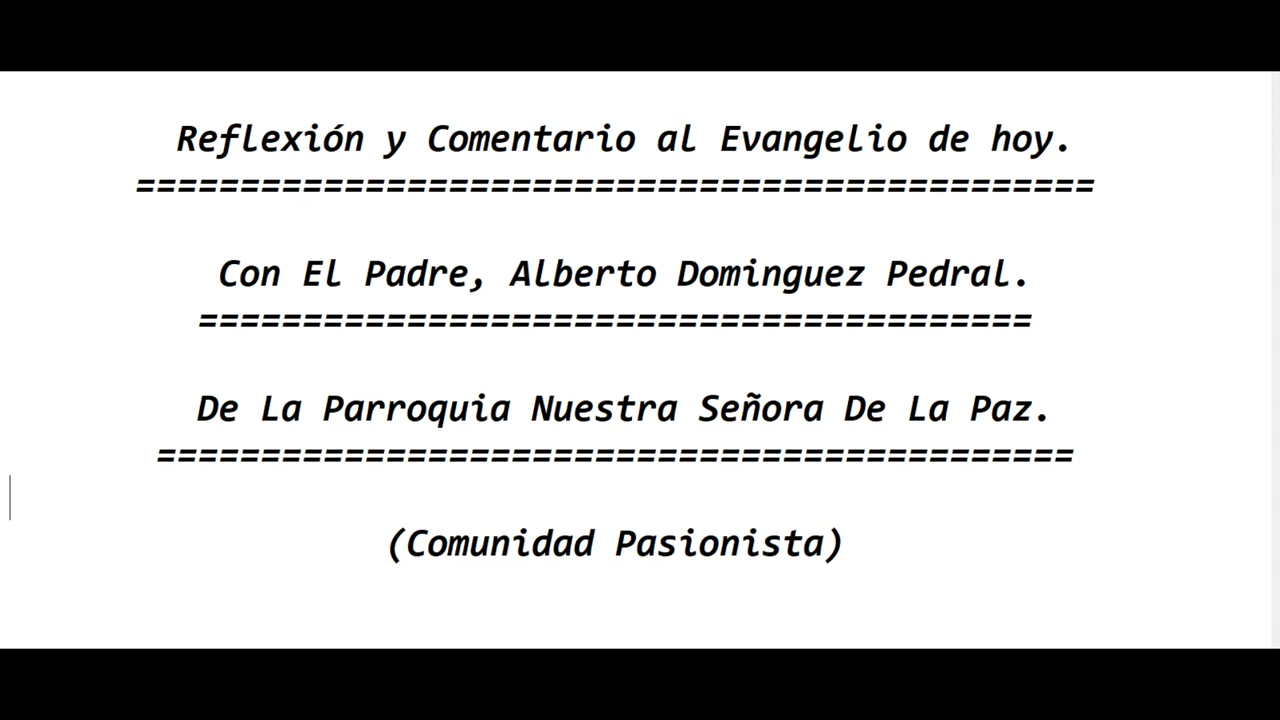 Reflexión y Comentario al Evangelio de hoy.
==============================================
Con El Padre, Alberto Dominguez Pedral.
========================================
De La Parroquia Nuestra Señora De La Paz.
============================================
(Comunidad Pasionista)